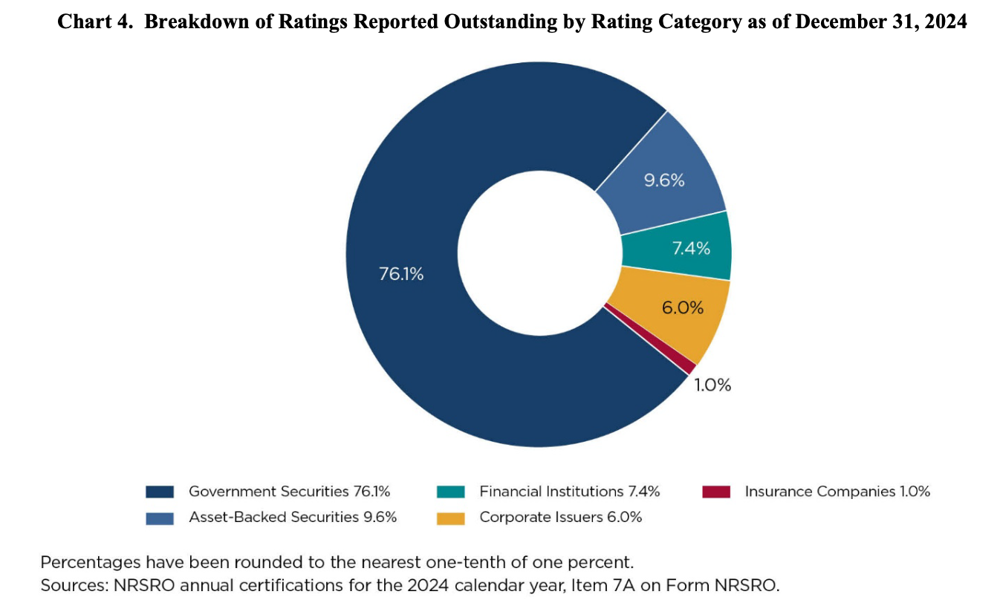 Chart 4.  Breakdown of Ratings Reported Outstanding by Rating Category as of December 31, 2024
9.6%
7.4%
76.1%
6.0%
1.0%
Government Securities 76.1%
Financial Institutions 7.4%
Insurance Companies 1.0%
Asset-Backed Securities 9.6%
Corporate Issuers 6.0%
Percentages have been rounded to the nearest one-tenth of one percent.
Sources: NRSRO annual certifications for the 2024 calendar year, Item 7A on Form NRSRO.